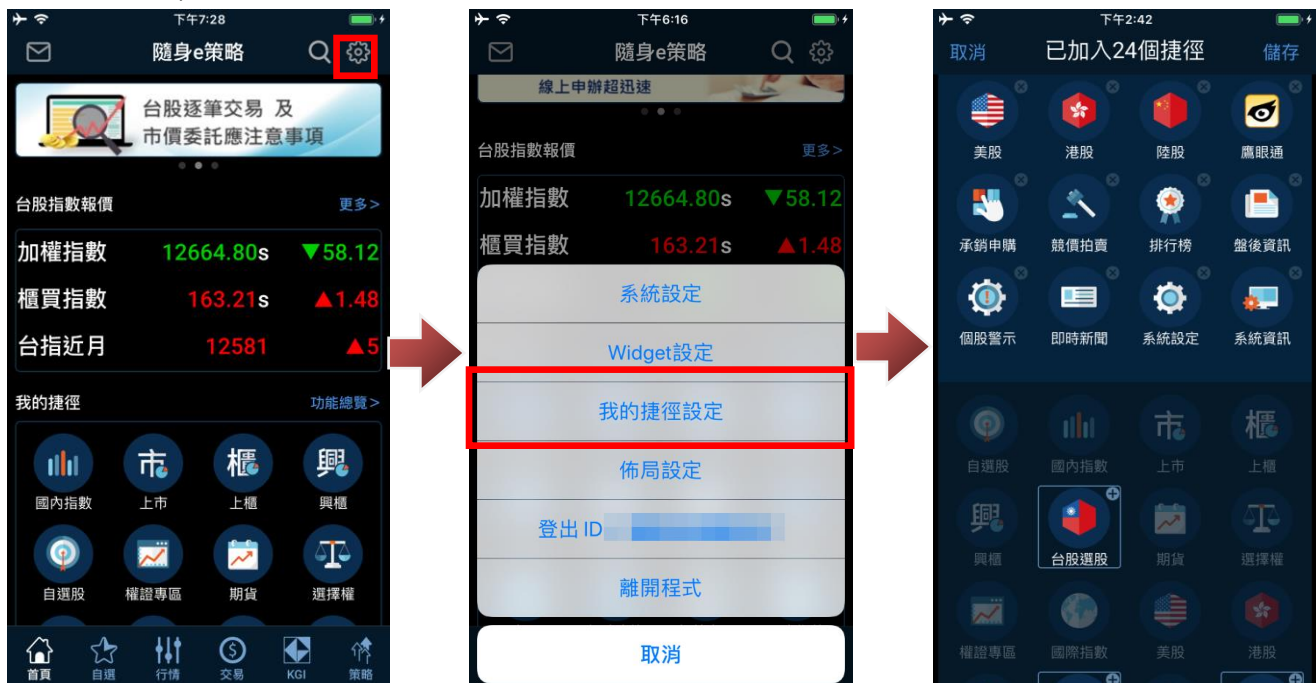 下午7:28
隨身e策略
台股逐筆交易 及
市價委託應注意事項
台股指數報價 更多>
加權指數 12664.80s ▼58.12
櫃買指數 163.21s ▲1.48
台指近月 12581 ▲5
我的捷徑 功能總覽>
市 櫃 興
國內指數 上市 上櫃 興櫃
自選股 權證專區 期貨 選擇權
首頁 自選 行情 交易 KGI 策略
下午6:16
隨身e策略
線上申辦超迅速
台股指數報價 更多>
加權指數 12664.80s ▼58.12
櫃買指數 163.21s ▲1.48
系統設定
Widget設定
我的捷徑設定
佈局設定
登出 ID
離開程式
取消
下午2:42
取消 已加入24個捷徑 儲存
美股 港股 陸股 鷹眼通
承銷申購 競價拍賣 排行榜 盤後資訊
個股警示 即時新聞 系統設定 系統資訊
市 櫃
自選股 國內指數 上市 上櫃
興
興櫃 台股選股 期貨 選擇權
權證專區 國際指數 美股 港股